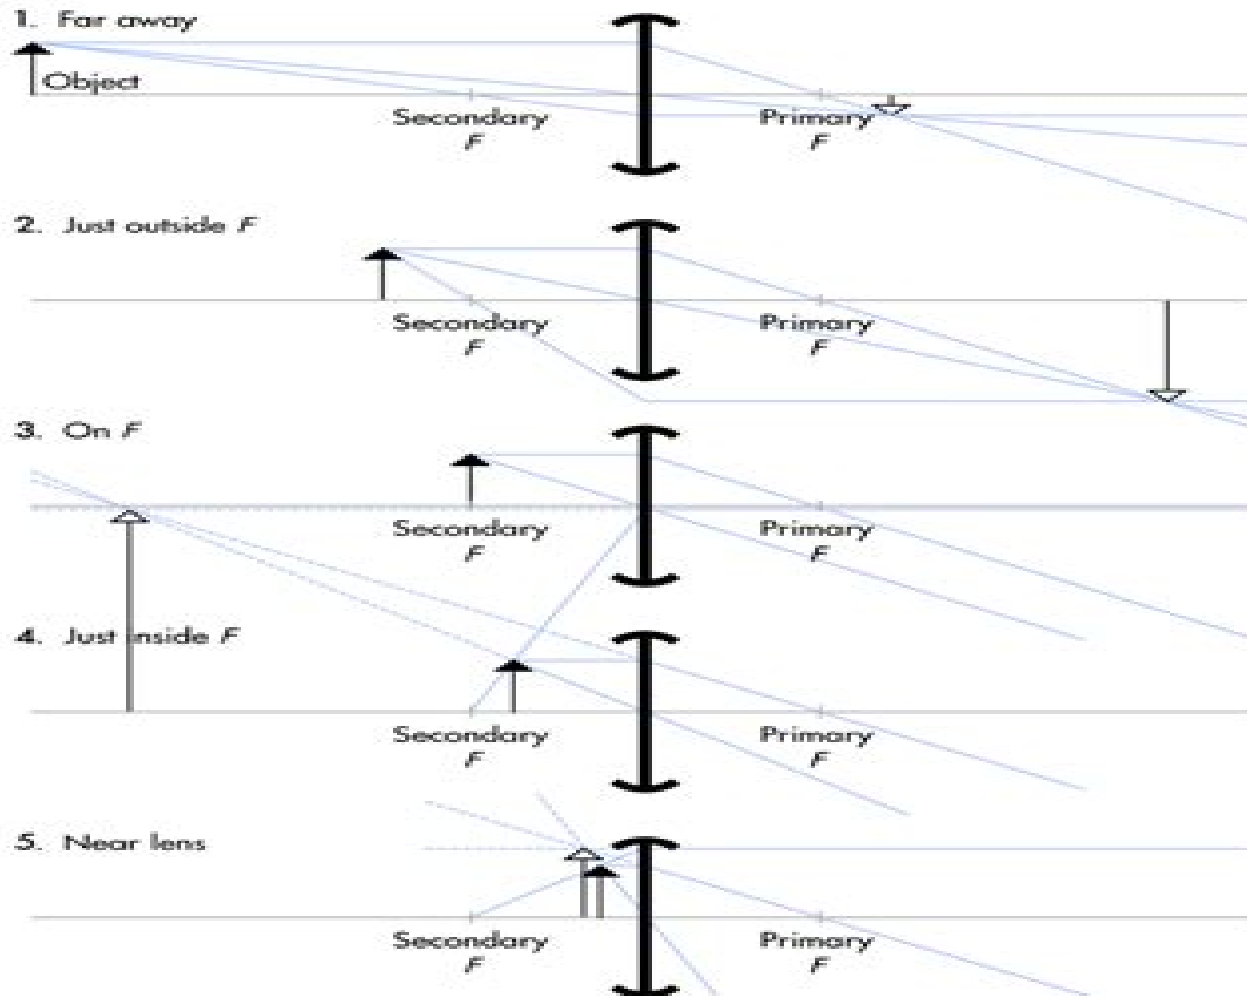 1. Far away
Object
Secondary F
Primary F
2. Just outside F
Secondary F
Primary F
3. On F
Secondary F
Primary F
4. Just inside F
Secondary F
Primary F
5. Near lens
Secondary F
Primary F